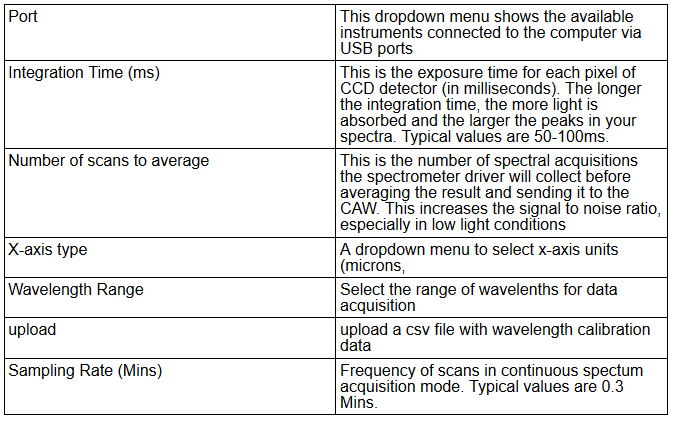 Port
This dropdown menu shows the available
instruments connected to the computer via
USB ports
Integration Time (ms)
This is the exposure time for each pixel of
CCD detector (in milliseconds). The longer
the integration time, the more light is
absorbed and the larger the peaks in your
spectra. Typical values are 50-100ms.
Number of scans to average
This is the number of spectral acquisitions
the spectrometer driver will collect before
averaging the result and sending it to the
CAW. This increases the signal to noise ratio,
especially in low light conditions
X-axis type
A dropdown menu to select x-axis units
(microns,
Wavelength Range
Select the range of wavelenths for data
acquisition
upload
upload a csv file with wavelength calibration
data
Sampling Rate (Mins)
Frequency of scans in continuous spectum
acquisition mode. Typical values are 0.3
Mins.